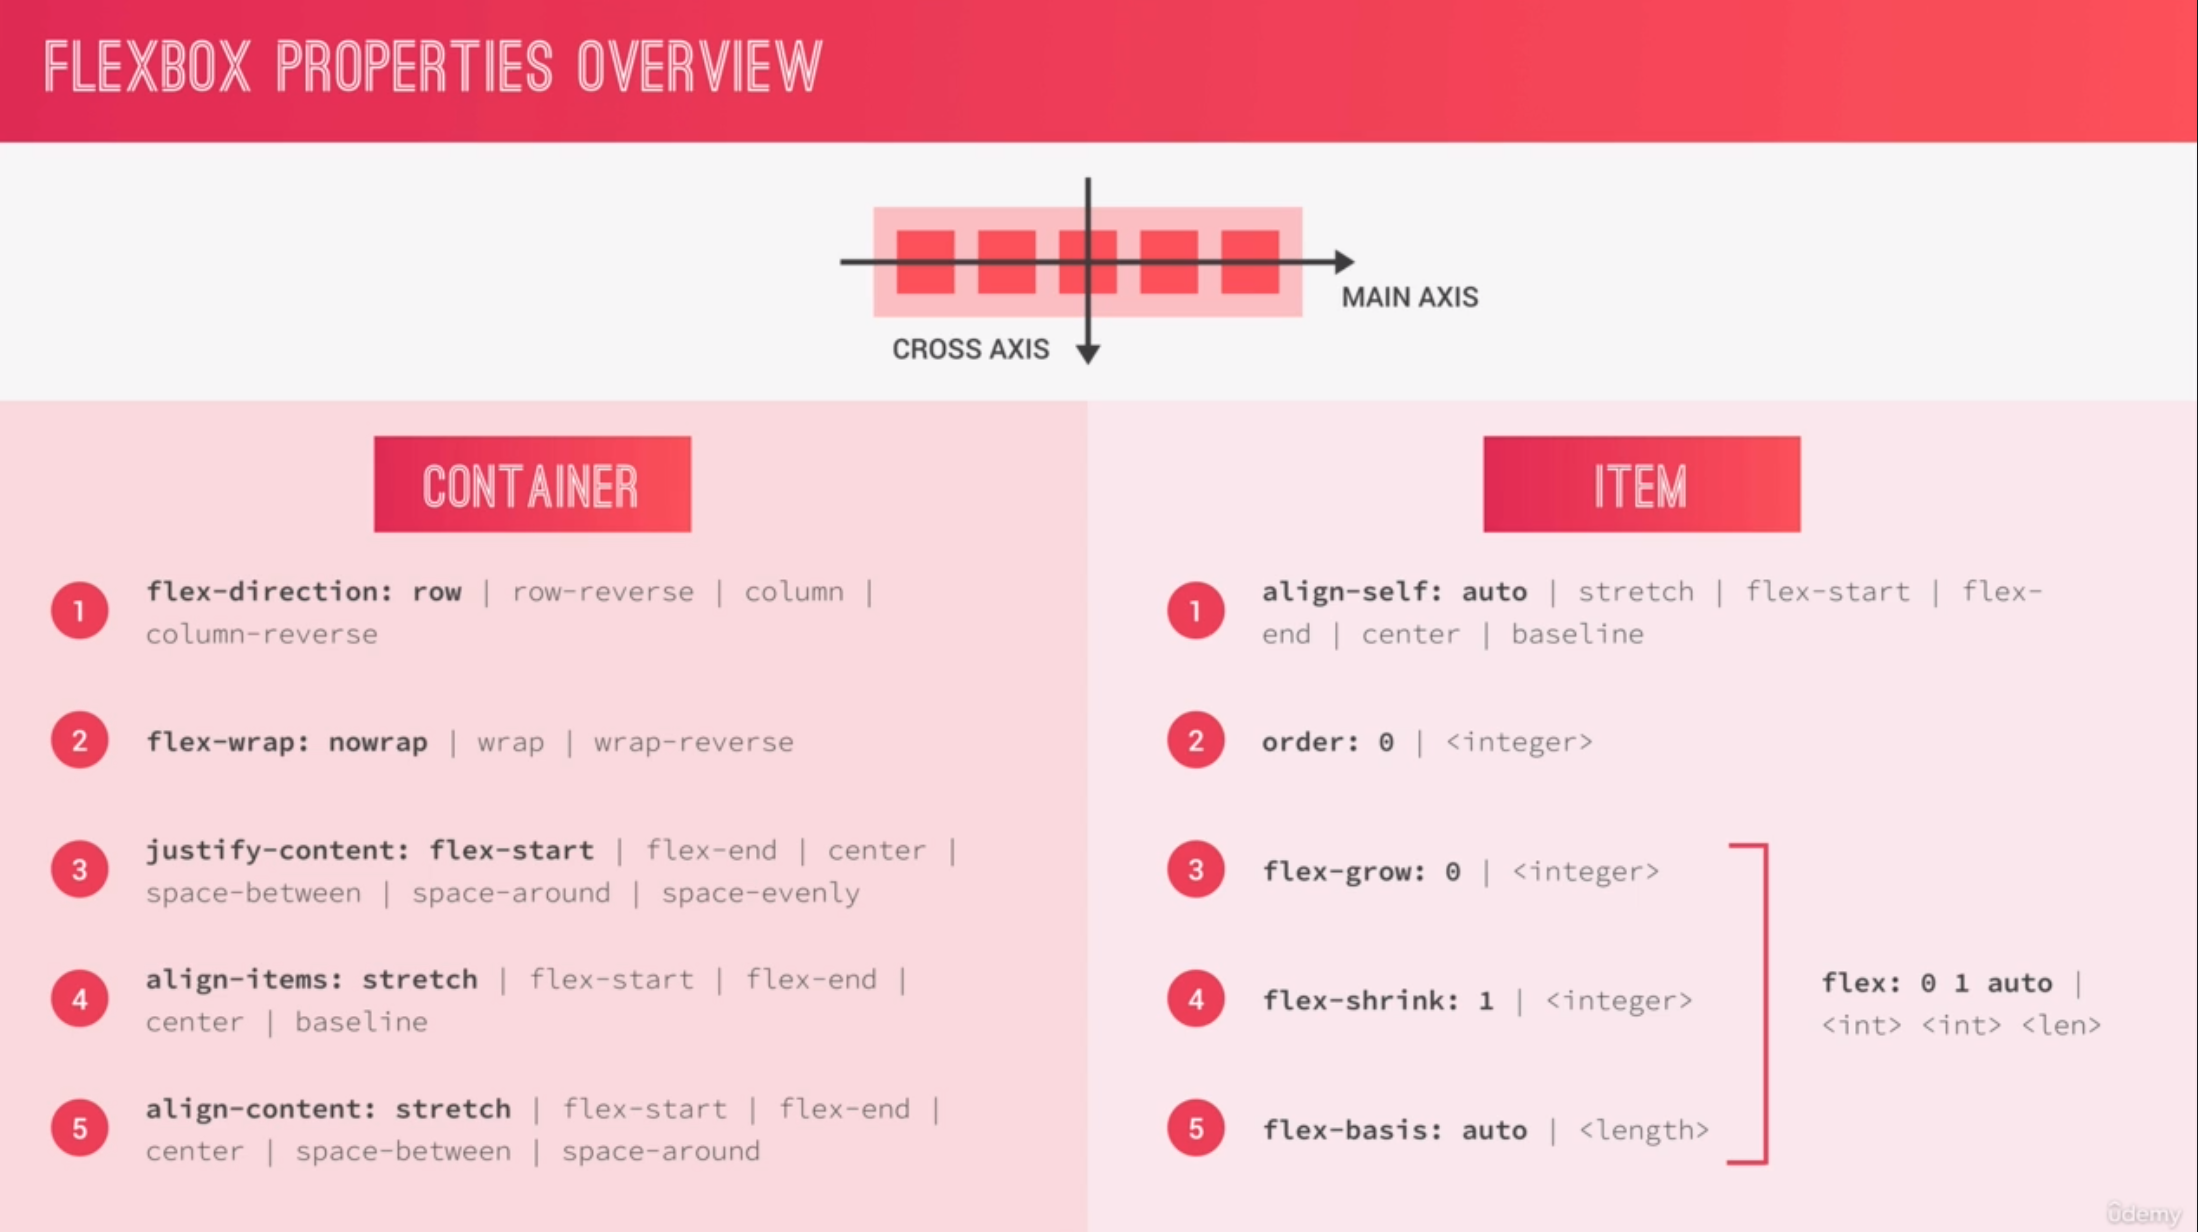 FLEXBOX PROPERTIES OVERVIEW
MAIN AXIS
CROSS AXIS
CONTAINER
1 flex-direction: row | row-reverse | column |
column-reverse
2 flex-wrap: nowrap | wrap | wrap-reverse
3 justify-content: flex-start | flex-end | center |
space-between | space-around | space-evenly
4 align-items: stretch | flex-start | flex-end |
center | baseline
5 align-content: stretch | flex-start | flex-end |
center | space-between | space-around
ITEM
1 align-self: auto | stretch | flex-start | flex-
end | center | baseline
2 order: 0 | <integer>
3 flex-grow: 0 | <integer>
4 flex-shrink: 1 | <integer>
5 flex-basis: auto | <length>
flex: 0 1 auto |
<int> <int> <len>
ûdemy